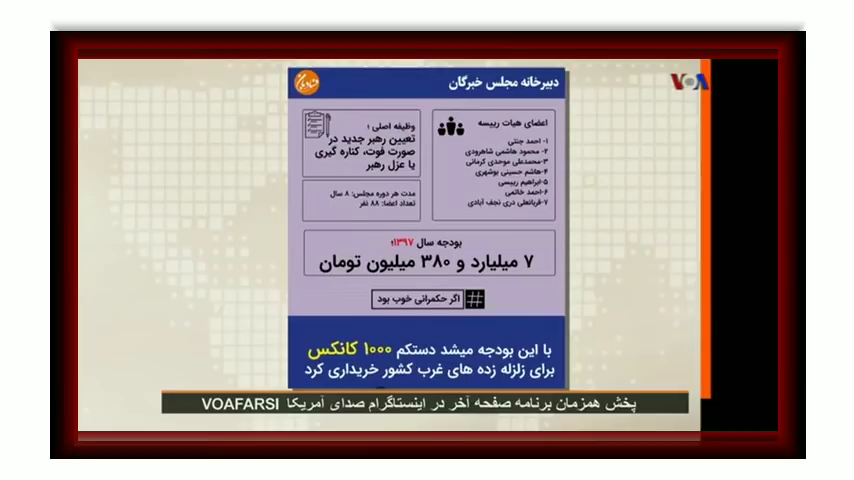 VOA
دبیرخانه مجلس خبرگان
اعضای هیات رییسه
۱- احمد جنتی
۲- محمود هاشمی شاهرودی
۳-محمدعلی موحدی کرمانی
۴-هاشم حسینی بوشهری
۵-ابراهیم رییسی
۶-احمد خاتمی
۷-قربانعلی دری نجف آبادی
وظیفه اصلی ؛
تعیین رهبر جدید در
صورت فوت، کناره گیری
یا عزل رهبر
مدت هر دوره مجلس: ۸ سال
تعداد اعضا: ۸۸ نفر
بودجه سال ۱۳۹۷؛
۷ میلیارد و ۳۸۰ میلیون تومان
# اگر حکمرانی خوب بود
با این بودجه میشد دستکم ۱۰۰۰ کانکس
برای زلزله زده های غرب کشور خریداری کرد
پخش همزمان برنامه صفحه آخر در اینستاگرام صدای آمریکا VOAFARSI